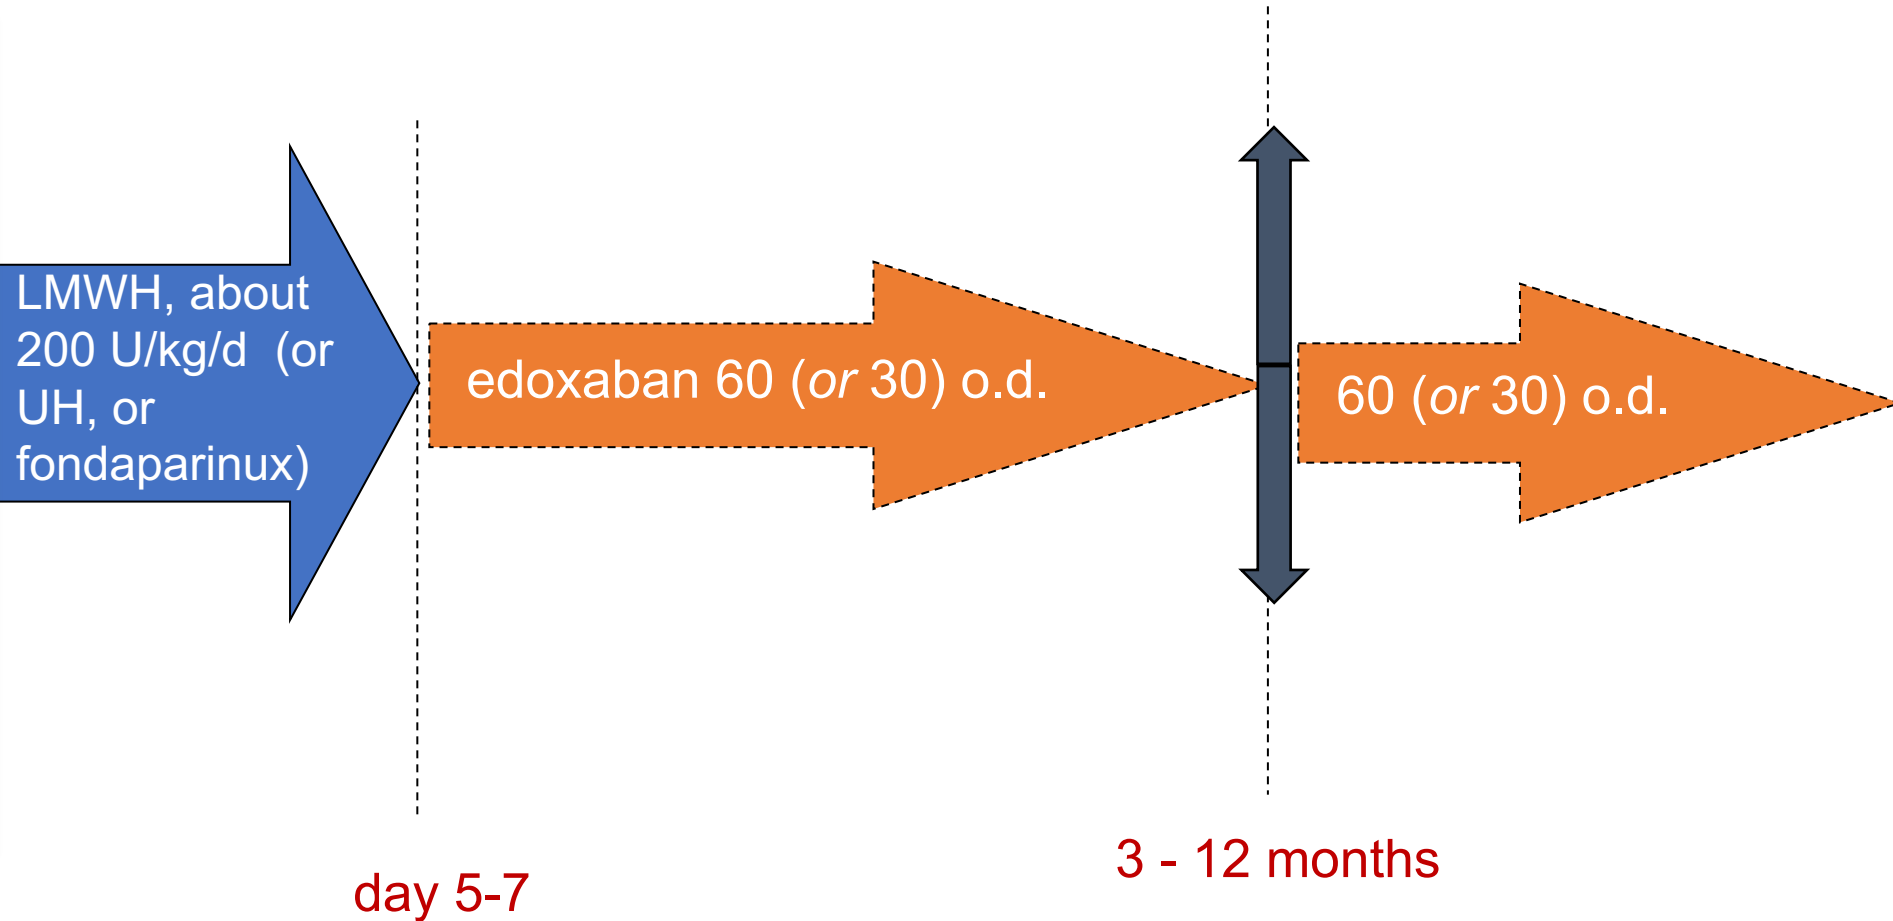 LMWH, about
200 U/kg/d  (or
UH, or
fondaparinux)
edoxaban 60 (or 30) o.d.
60 (or 30) o.d.
day 5-7
3 - 12 months